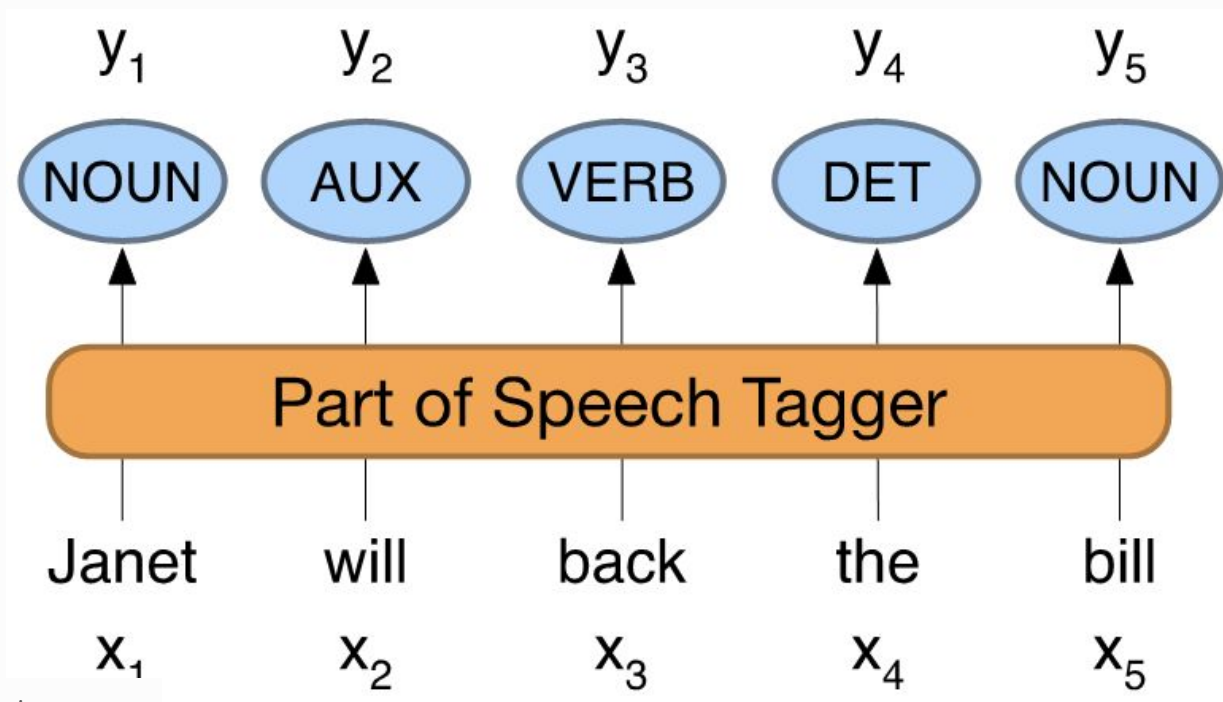 y₁ y₂ y₃ y₄ y₅
NOUN AUX VERB DET NOUN
Part of Speech Tagger
Janet will back the bill
x₁ x₂ x₃ x₄ x₅